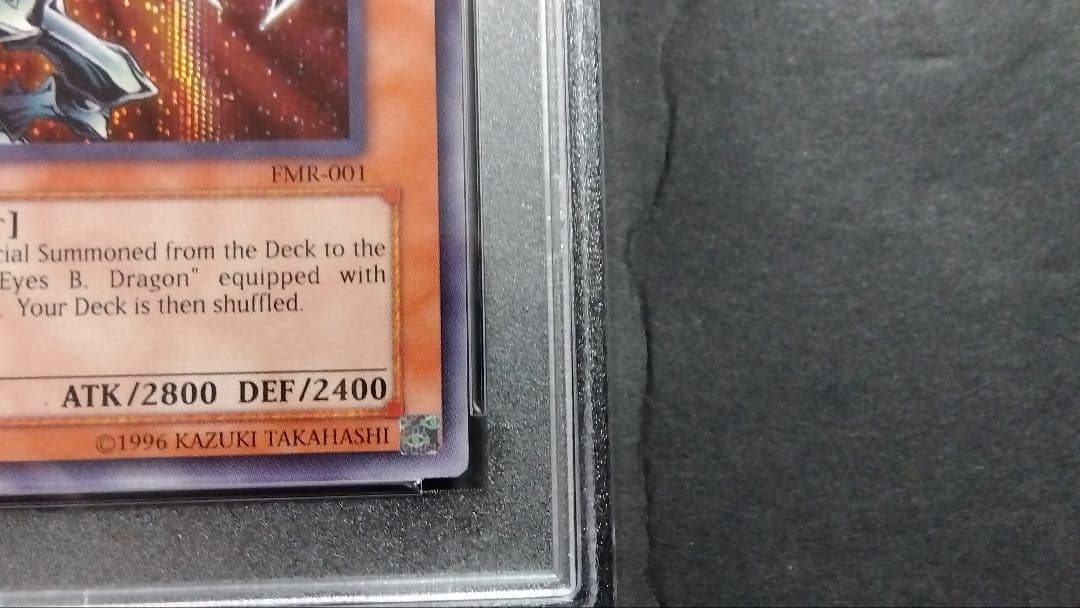 FMR-001
r]
cial Summoned from the Deck to the
Eyes B. Dragon" equipped with
. Your Deck is then shuffled.
ATK/2800 DEF/2400
©1996 KAZUKI TAKAHASHI